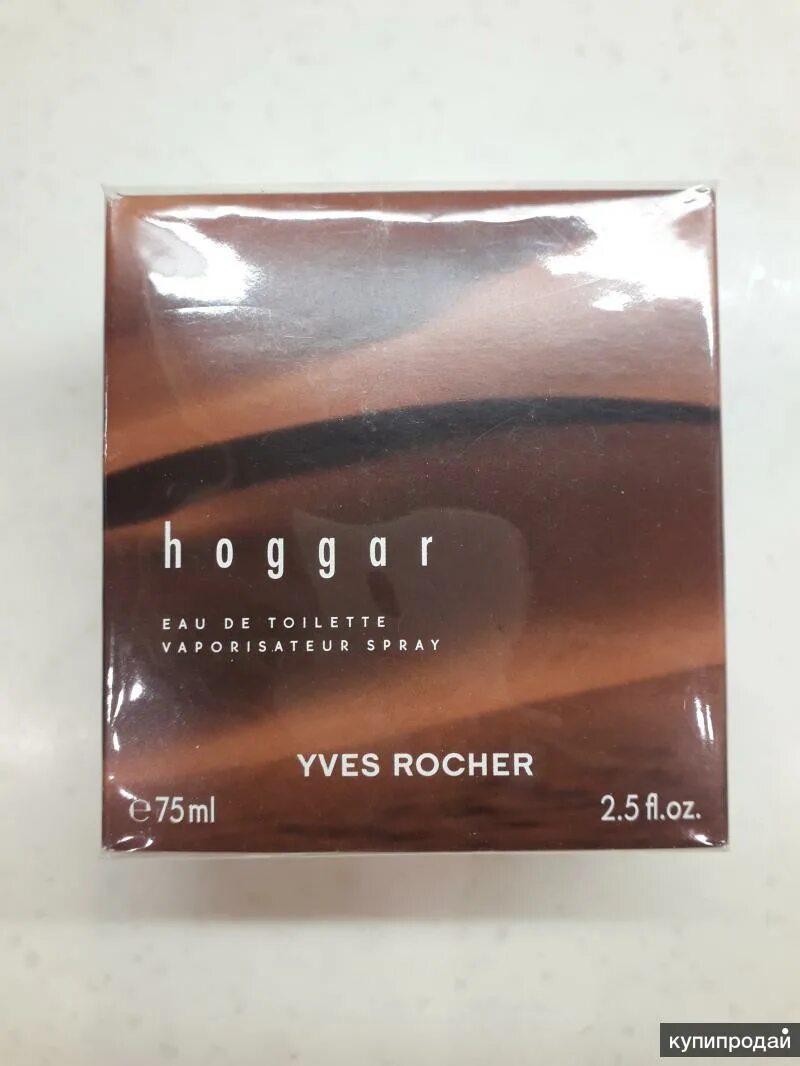 hoggar
EAU DE TOILETTE
VAPORISATEUR SPRAY
YVES ROCHER
℮75ml 2.5 fl.oz.
купипродай